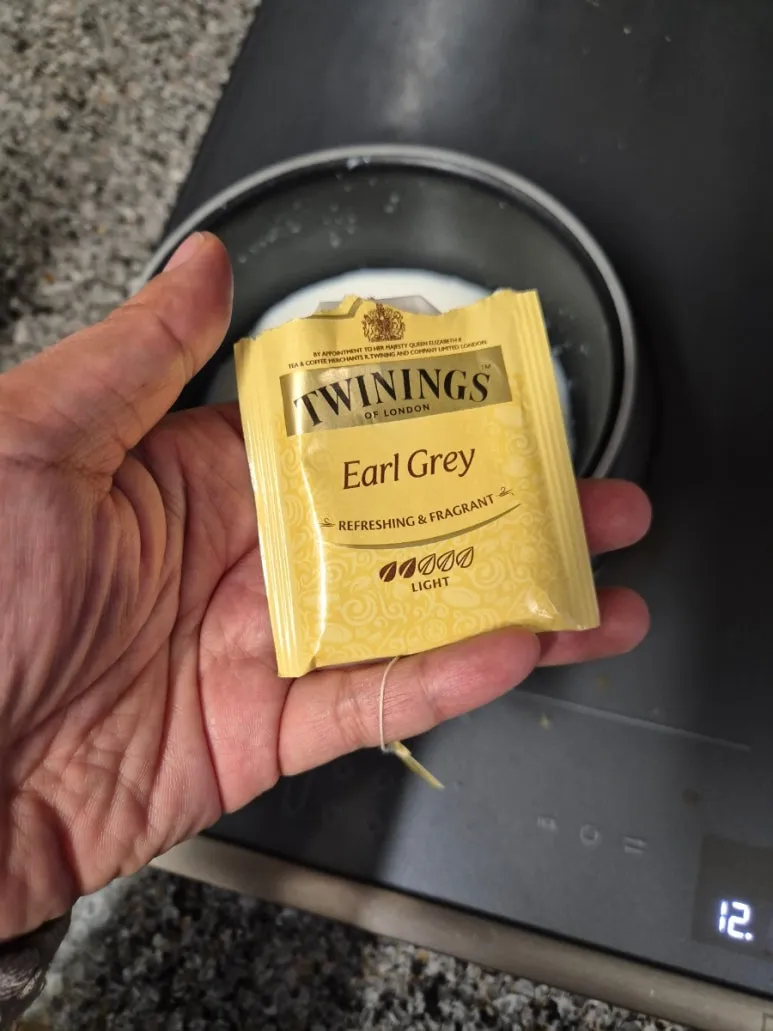 BY APPOINTMENT TO HER MAJESTY QUEEN ELIZABETH II
TEA & COFFEE MERCHANTS R. TWINING AND COMPANY LIMITED LONDON
TWININGS™
OF LONDON
Earl Grey
REFRESHING & FRAGRANT
LIGHT
12.